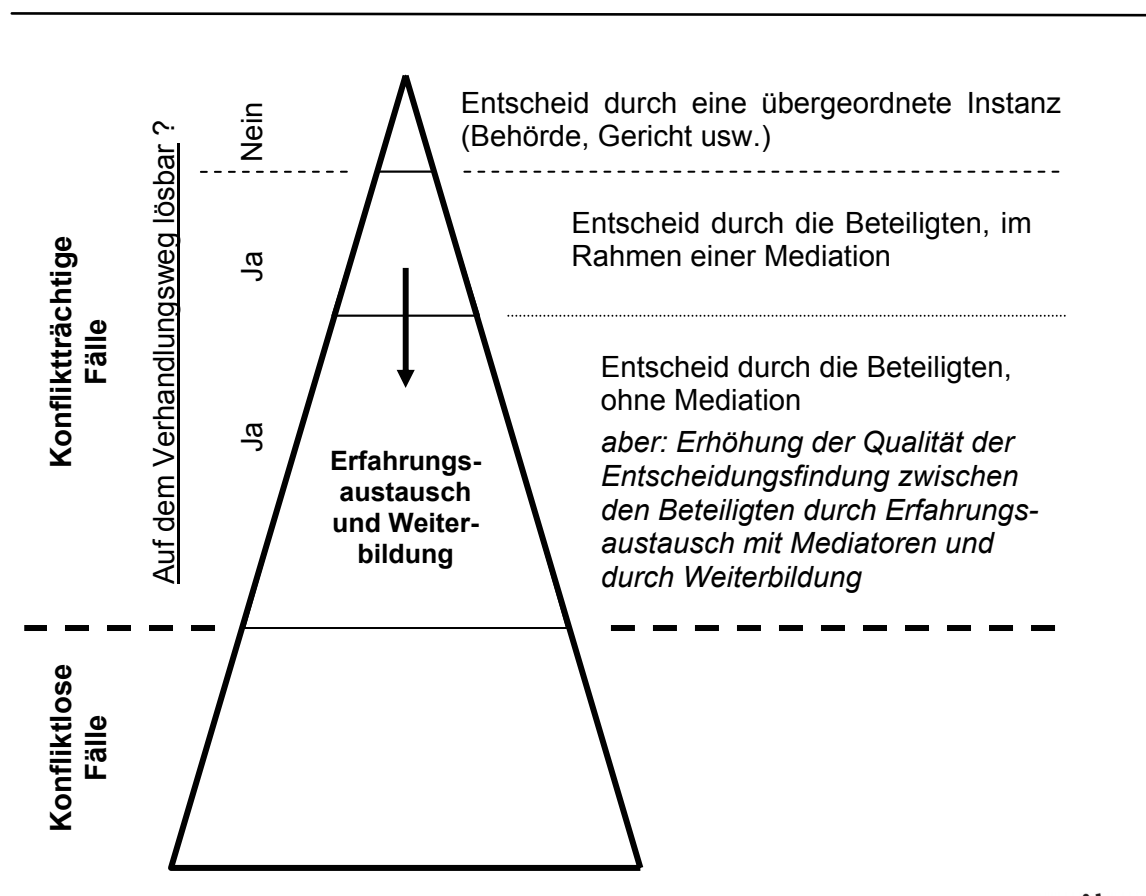 Konfliktträchtige
Fälle
Auf dem Verhandlungsweg lösbar ?
Nein
Ja
Ja
Entscheid durch eine übergeordnete Instanz
(Behörde, Gericht usw.)
Entscheid durch die Beteiligten, im
Rahmen einer Mediation
Entscheid durch die Beteiligten,
ohne Mediation
aber: Erhöhung der Qualität der
Entscheidungsfindung zwischen
den Beteiligten durch Erfahrungs-
austausch mit Mediatoren und
durch Weiterbildung
Erfahrungs-
austausch
und Weiter-
bildung
Konfliktlose
Fälle